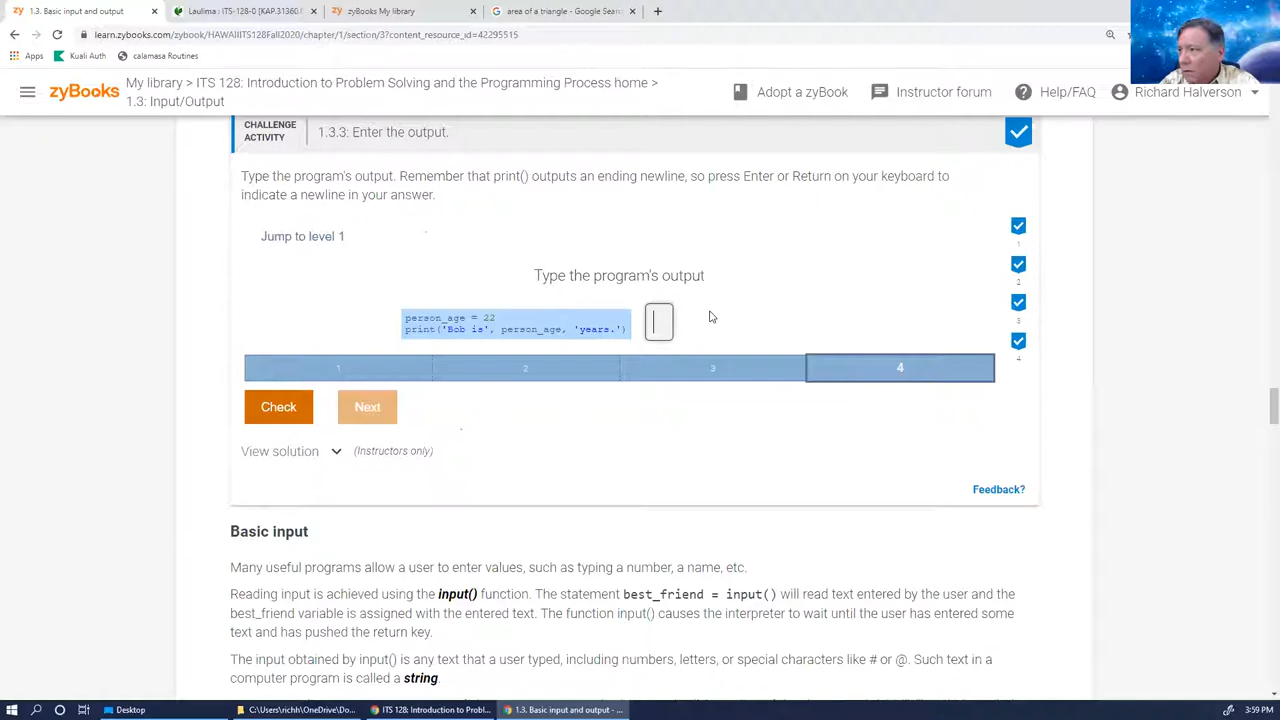 1.3. Basic input and output
Laulima : ITS-128-0 [KAP.31360.F
zyBooks My library
area of a triangle - Google Search
learn.zybooks.com/zybook/HAWAIIITS128Fall2020/chapter/1/section/3?content_resource_id=42295515
Apps
Kuali Auth
calamasa Routines
zyBooks
My library > ITS 128: Introduction to Problem Solving and the Programming Process home >
1.3: Input/Output
Adopt a zyBook
Instructor forum
Help/FAQ
Richard Halverson
CHALLENGE
ACTIVITY
1.3.3: Enter the output.
Type the program's output. Remember that print() outputs an ending newline, so press Enter or Return on your keyboard to
indicate a newline in your answer.
Jump to level 1
1
2
3
4
Type the program's output
person_age = 22
print('Bob is', person_age, 'years.')
1
2
3
4
Check
Next
View solution
(Instructors only)
Feedback?
Basic input
Many useful programs allow a user to enter values, such as typing a number, a name, etc.
Reading input is achieved using the input() function. The statement best_friend = input() will read text entered by the user and the
best_friend variable is assigned with the entered text. The function input() causes the interpreter to wait until the user has entered some
text and has pushed the return key.
The input obtained by input() is any text that a user typed, including numbers, letters, or special characters like # or @. Such text in a
computer program is called a string.
Desktop
C:\Users\richh\OneDrive\Do...
ITS 128: Introduction to Probl...
1.3. Basic input and output - ...
3:59 PM